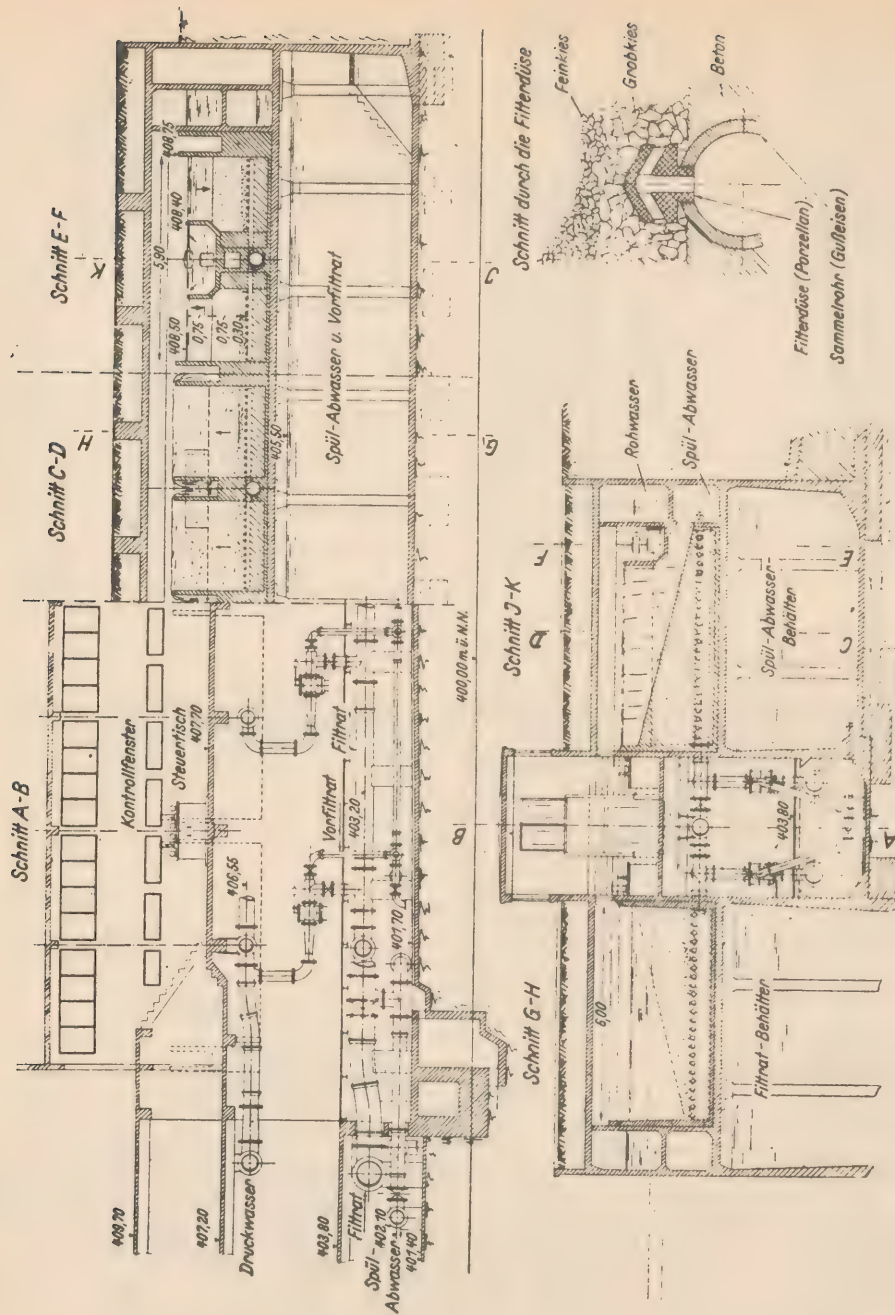 Schnitt A-B
Schnitt C-D
Schnitt E-F
H
K
409,70
407,20
Druckwasser
403,80
Filtrat
Spül-
Abwasser
402,10
401,40
Kontrollfenster
Steuertisch
407,70
406,55
Vorfiltrat
Filtrat
403,20
401,70
400,00 m ü. N.N.
B
G
J
5,90
408,75
408,40
408,50
0,75
0,75
0,30
405,50
Spül-Abwasser u. Vorfiltrat
Schnitt G-H
Schnitt J-K
6,00
Filtrat-Behälter
403,80
A
D
F
Rohwasser
Spül-Abwasser
Spül-Abwasser-
Behälter
C
E
Schnitt durch die Filterdüse
Feinkies
Grobkies
Beton
Filterdüse (Porzellan)
Sammelrohr (Gußeisen)